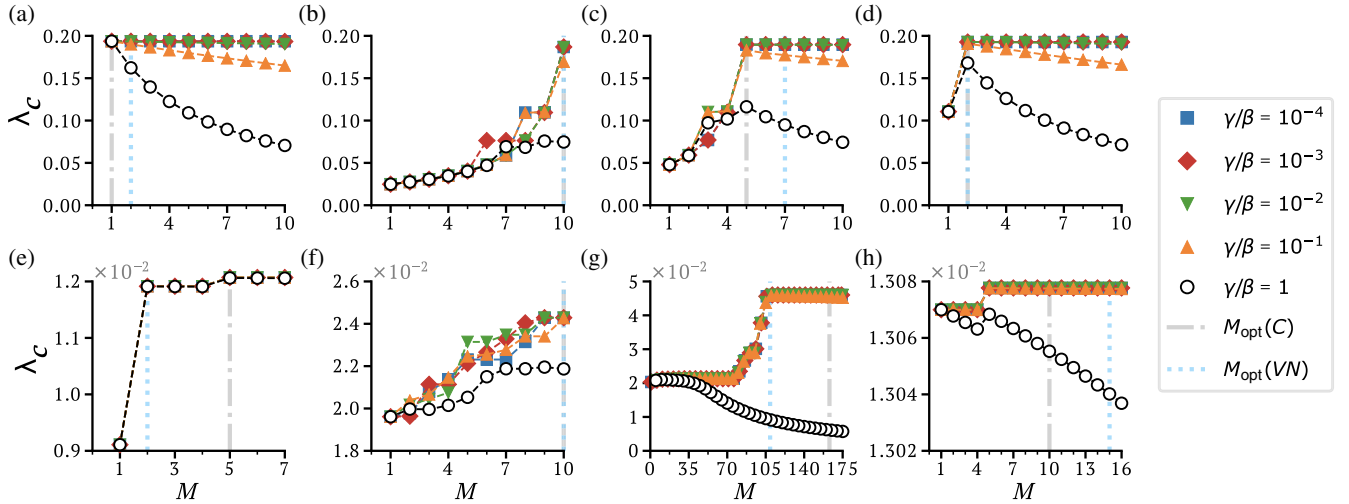 (a) (b) (c) (d)
λc
0.20 0.15 0.10 0.05 0.00
1 4 7 10
0.20 0.15 0.10 0.05 0.00
1 4 7 10
0.20 0.15 0.10 0.05 0.00
1 4 7 10
0.20 0.15 0.10 0.05 0.00
1 4 7 10
(e) (f) (g) (h)
λc
×10⁻²
1.2 1.1 1.0 0.9
1 3 5 7
M
×10⁻²
2.6 2.4 2.2 2.0 1.8
1 4 7 10
M
×10⁻²
5 4 3 2 1 0
0 35 70 105 140 175
M
×10⁻²
1.308 1.306 1.304 1.302
1 4 7 10 13 16
M
γ/β = 10⁻⁴
γ/β = 10⁻³
γ/β = 10⁻²
γ/β = 10⁻¹
γ/β = 1
Mopt(C)
Mopt(VN)